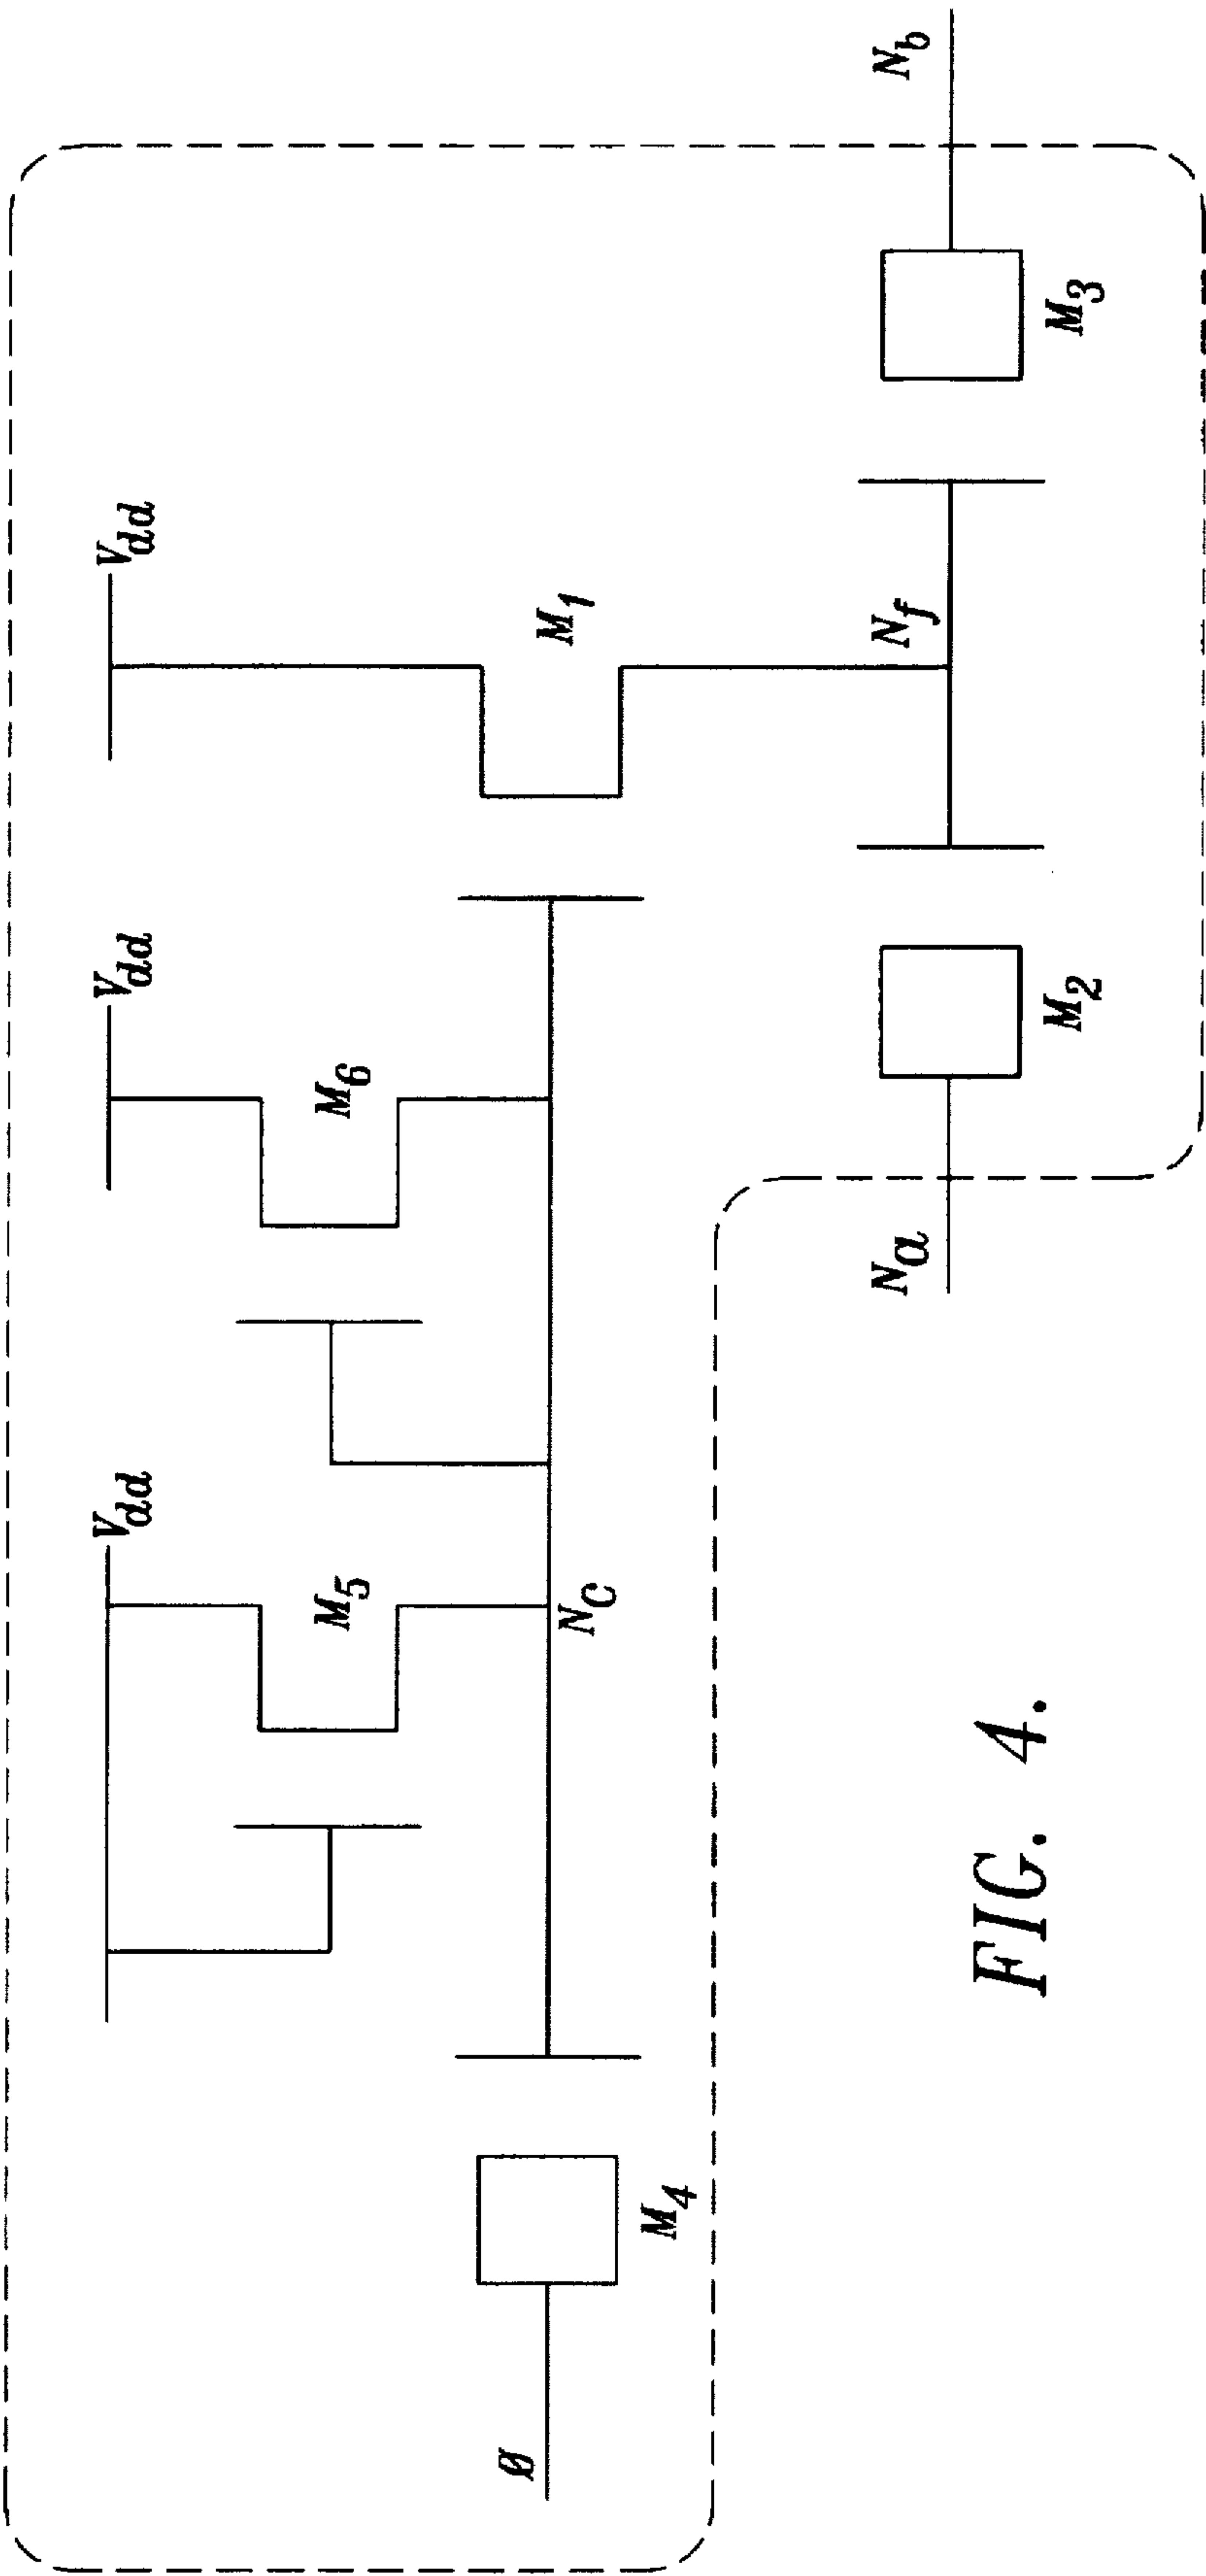 V_dd V_dd V_dd
M_5 M_6
M_1
ø N_c
M_4
N_a N_f N_b
M_2 M_3
FIG. 4.